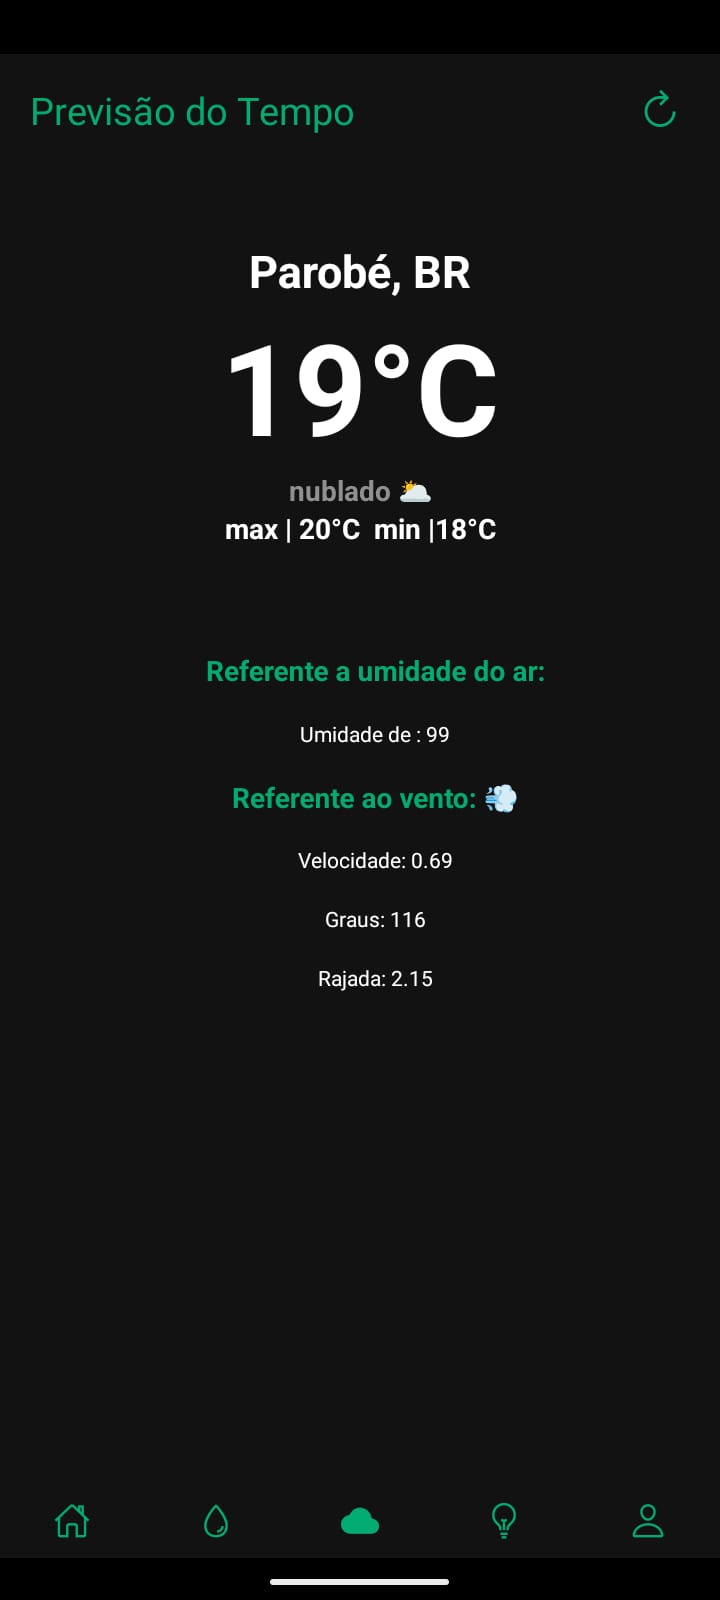 Previsão do Tempo
Parobé, BR
19°C
nublado 🌥️
max | 20°C  min |18°C
Referente a umidade do ar:
Umidade de : 99
Referente ao vento: 💨
Velocidade: 0.69
Graus: 116
Rajada: 2.15